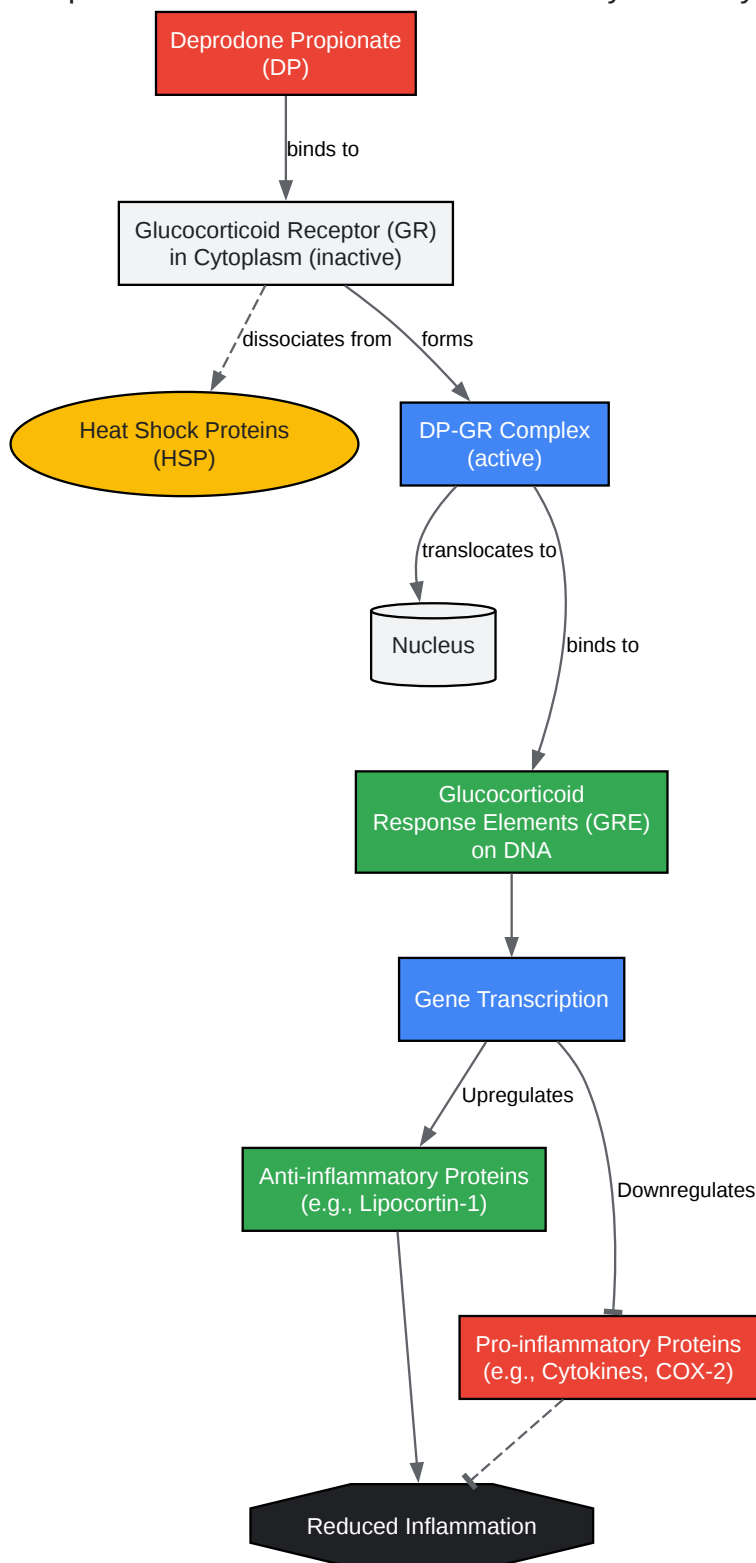 Deprodone Propionate
(DP)
binds to
Glucocorticoid Receptor (GR)
in Cytoplasm (inactive)
dissociates from
forms
Heat Shock Proteins
(HSP)
DP-GR Complex
(active)
translocates to
Nucleus
binds to
Glucocorticoid
Response Elements (GRE)
on DNA
Gene Transcription
Upregulates
Anti-inflammatory Proteins
(e.g., Lipocortin-1)
Downregulates
Pro-inflammatory Proteins
(e.g., Cytokines, COX-2)
Reduced Inflammation